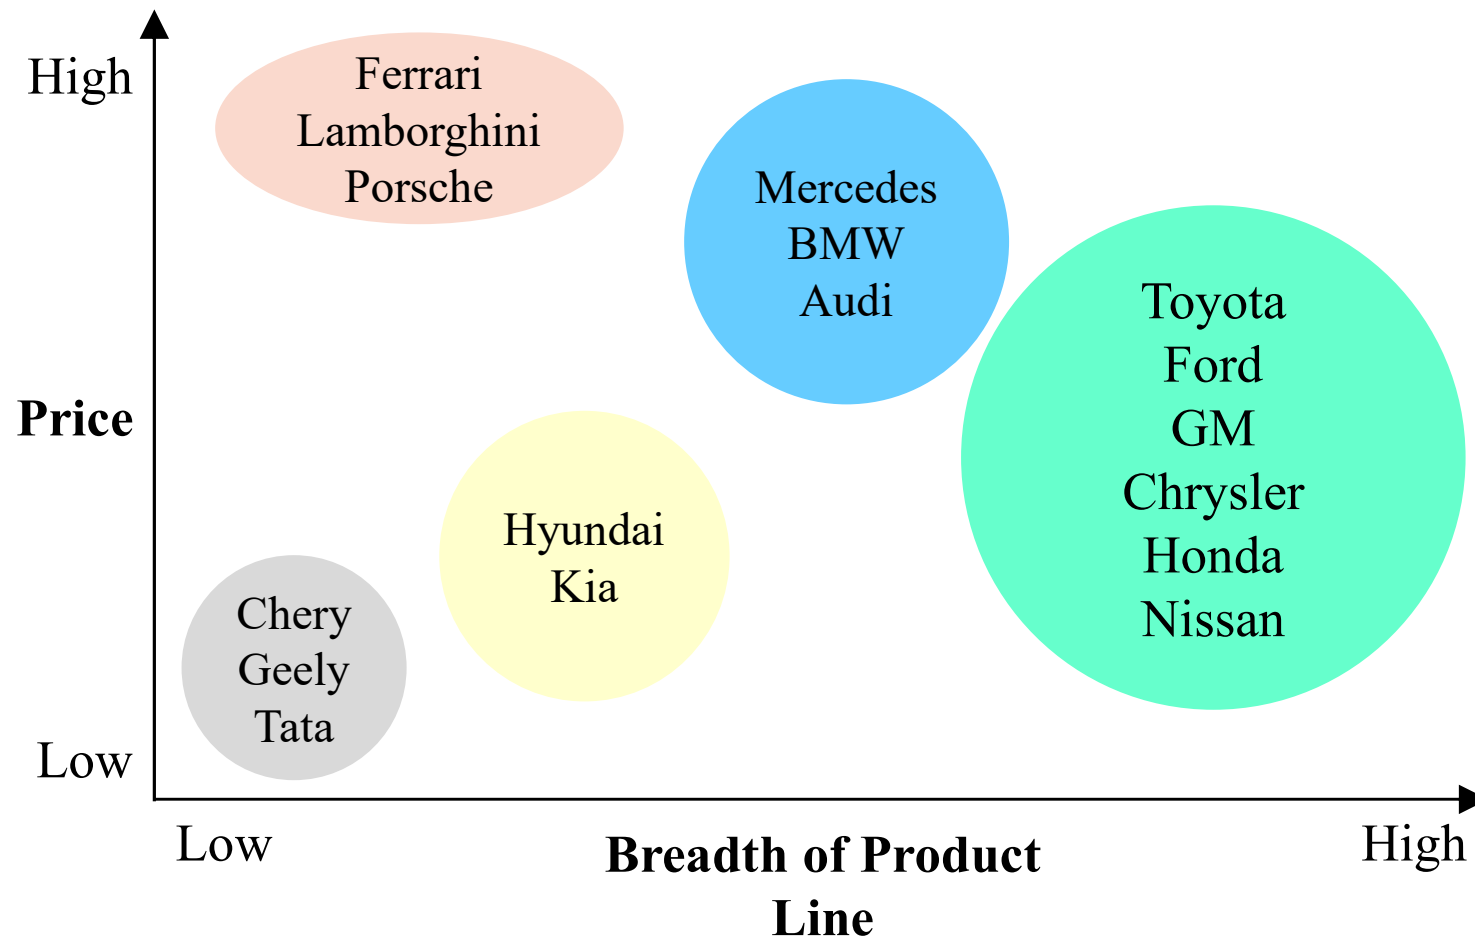 High
Ferrari
Lamborghini
Porsche
Mercedes
BMW
Audi
Toyota
Ford
GM
Chrysler
Honda
Nissan
Price
Hyundai
Kia
Chery
Geely
Tata
Low
Low
Breadth of Product
Line
High